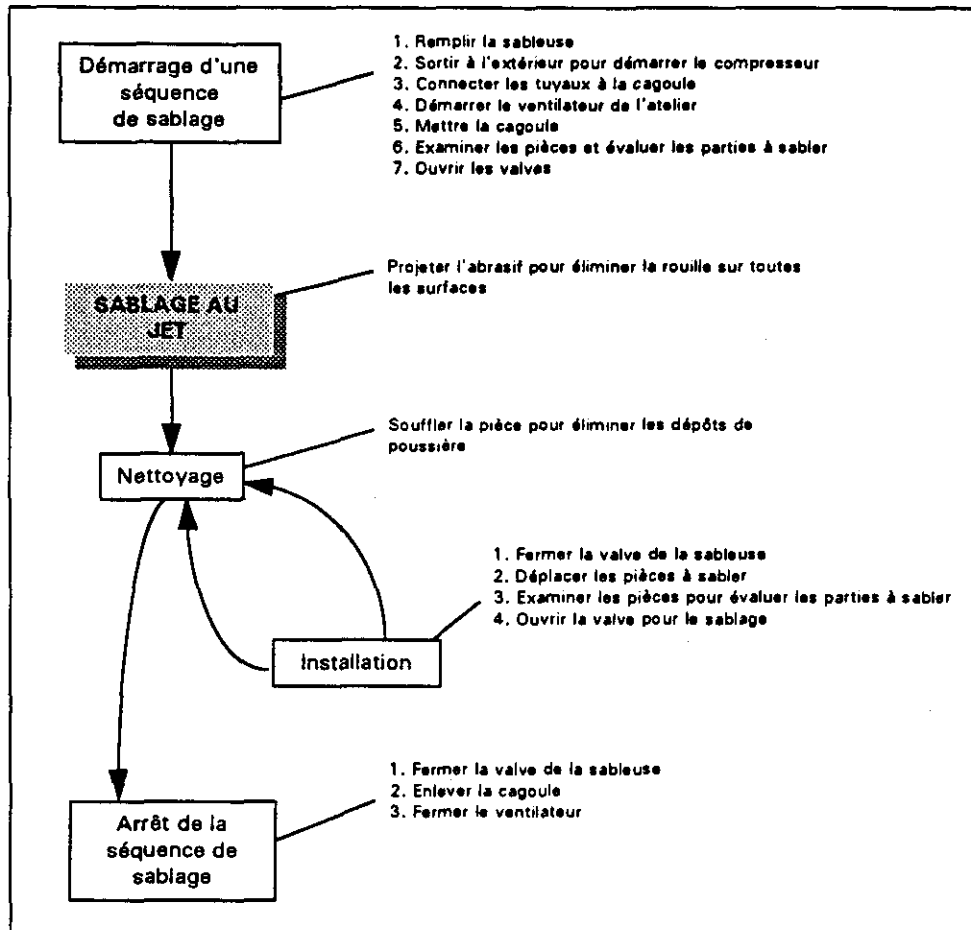 Démarrage d'une
séquence
de sablage
1. Remplir la sableuse
2. Sortir à l'extérieur pour démarrer le compresseur
3. Connecter les tuyaux à la cagoule
4. Démarrer le ventilateur de l'atelier
5. Mettre la cagoule
6. Examiner les pièces et évaluer les parties à sabler
7. Ouvrir les valves
SABLAGE AU
JET
Projeter l'abrasif pour éliminer la rouille sur toutes
les surfaces
Nettoyage
Souffler la pièce pour éliminer les dépôts de
poussière
Installation
1. Fermer la valve de la sableuse
2. Déplacer les pièces à sabler
3. Examiner les pièces pour évaluer les parties à sabler
4. Ouvrir la valve pour le sablage
Arrêt de la
séquence de
sablage
1. Fermer la valve de la sableuse
2. Enlever la cagoule
3. Fermer le ventilateur